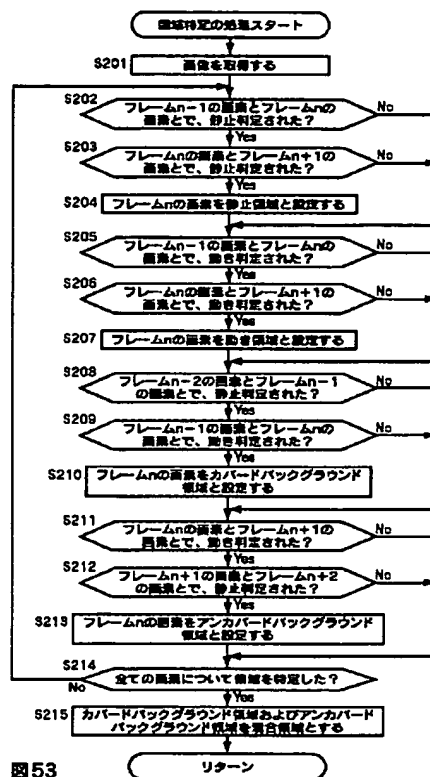 領域特定の処理スタート
S201
画像を取得する
S202
フレームn-1の画素とフレームnの
画素とで、静止判定された?
No
Yes
S203
フレームnの画素とフレームn+1の
画素とで、静止判定された?
No
Yes
S204
フレームnの画素を静止領域と設定する
S205
フレームn-1の画素とフレームnの
画素とで、動き判定された?
No
Yes
S206
フレームnの画素とフレームn+1の
画素とで、動き判定された?
No
Yes
S207
フレームnの画素を動き領域と設定する
S208
フレームn-2の画素とフレームn-1
の画素とで、静止判定された?
No
Yes
S209
フレームn-1の画素とフレームnの
画素とで、動き判定された?
No
Yes
S210
フレームnの画素をカバードバックグラウンド
領域と設定する
S211
フレームnの画素とフレームn+1の
画素とで、動き判定された?
No
Yes
S212
フレームn+1の画素とフレームn+2
の画素とで、静止判定された?
No
Yes
S213
フレームnの画素をアンカバードバックグラウンド
領域と設定する
S214
全ての画素について領域を特定した?
No
Yes
S215
カバードバックグラウンド領域およびアンカバード
バックグラウンド領域を混合領域とする
リターン
図53